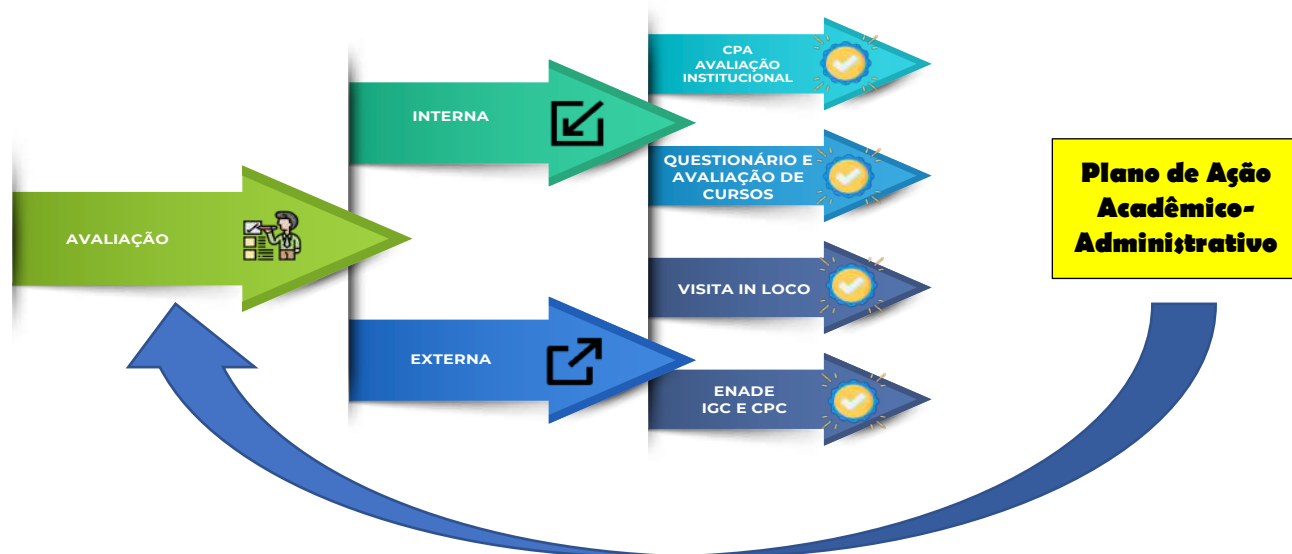 AVALIAÇÃO
INTERNA
EXTERNA
CPA
AVALIAÇÃO
INSTITUCIONAL
QUESTIONÁRIO E
AVALIAÇÃO DE
CURSOS
VISITA IN LOCO
ENADE
IGC E CPC
Plano de Ação
Acadêmico-
Administrativo